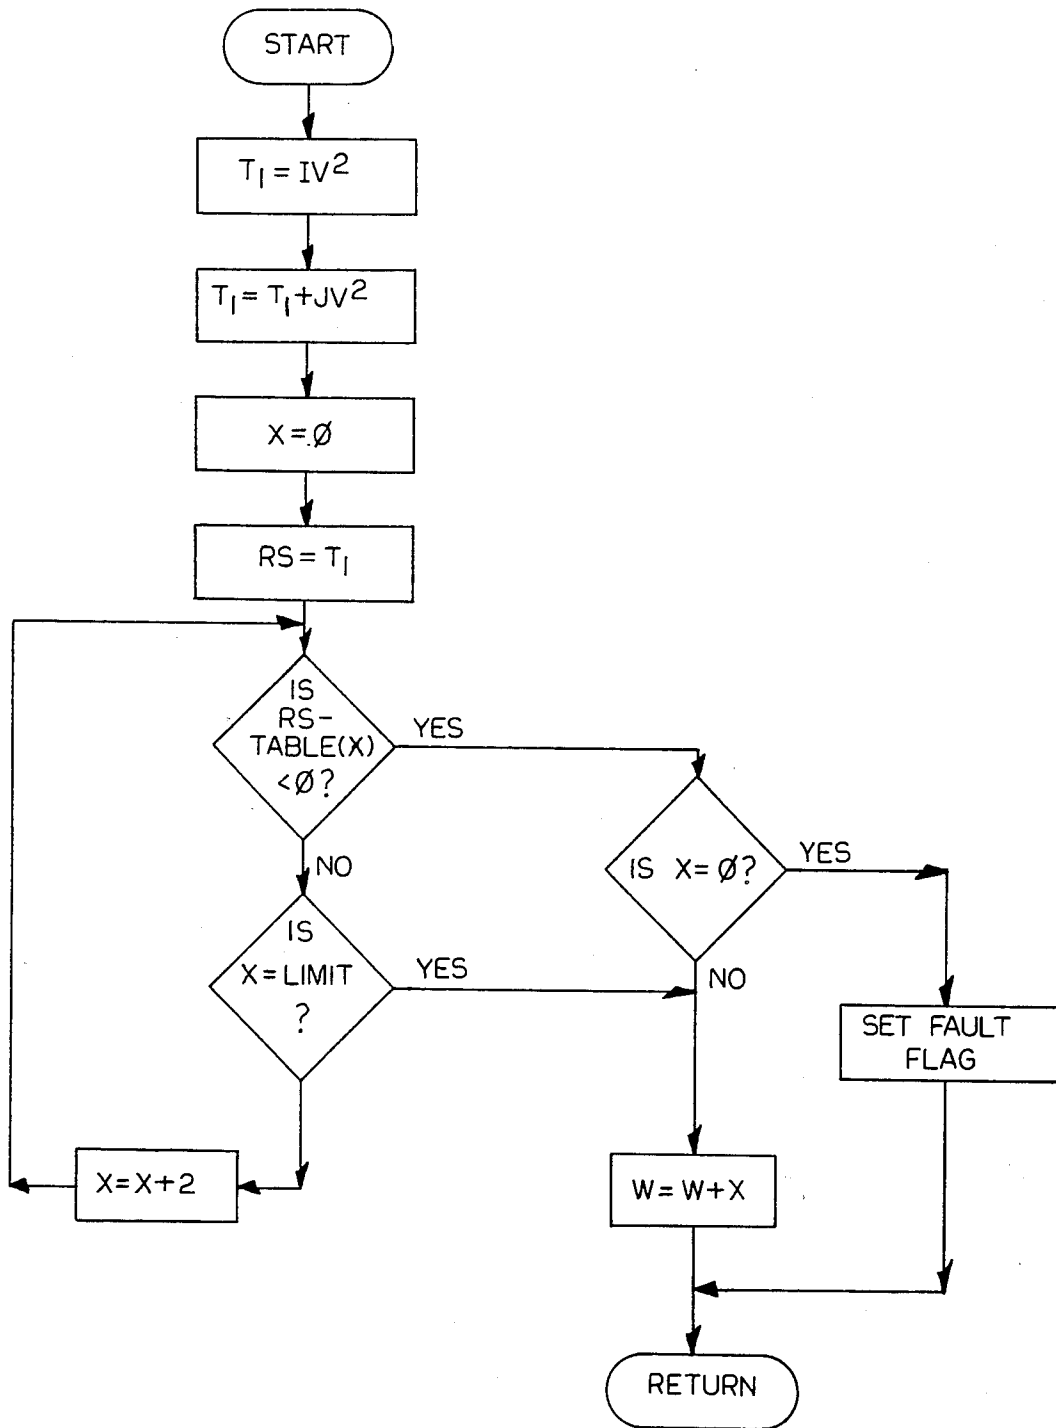 START
T₁ = IV²
T₁ = T₁ + JV²
X = Ø
RS = T₁
IS
RS-
TABLE(X)
<Ø?
YES
NO
IS X = Ø?
YES
NO
IS
X = LIMIT
?
YES
SET FAULT
FLAG
X = X + 2
W = W + X
RETURN